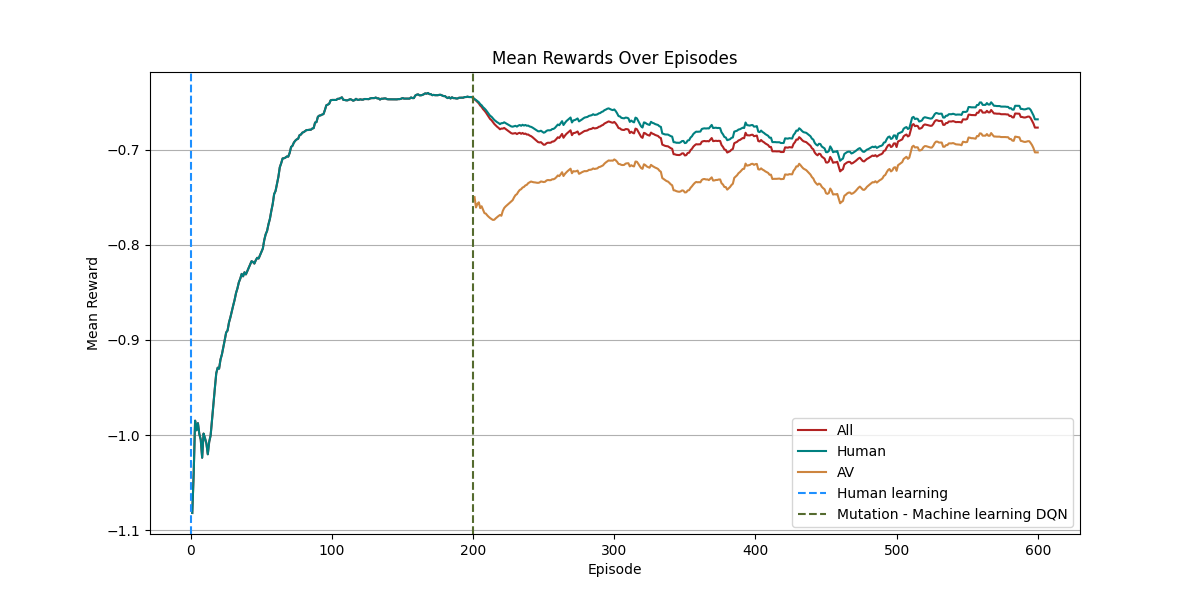 Mean Rewards Over Episodes
Mean Reward
−0.7
−0.8
−0.9
−1.0
−1.1
0 100 200 300 400 500 600
Episode
All
Human
AV
Human learning
Mutation - Machine learning DQN